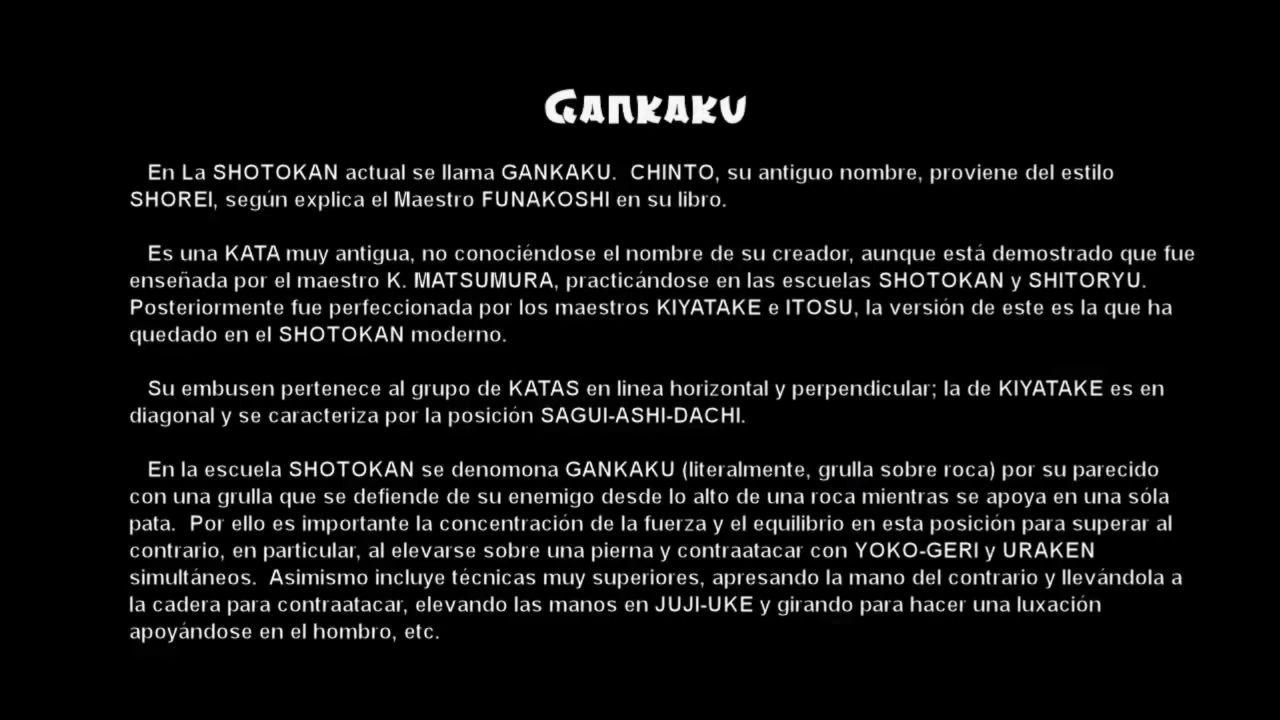 GANKAKU
En La SHOTOKAN actual se llama GANKAKU. CHINTO, su antiguo nombre, proviene del estilo
SHOREI, según explica el Maestro FUNAKOSHI en su libro.
Es una KATA muy antigua, no conociéndose el nombre de su creador, aunque está demostrado que fue
enseñada por el maestro K. MATSUMURA, practicándose en las escuelas SHOTOKAN y SHITORYU.
Posteriormente fue perfeccionada por los maestros KIYATAKE e ITOSU, la versión de este es la que ha
quedado en el SHOTOKAN moderno.
Su embusen pertenece al grupo de KATAS en linea horizontal y perpendicular; la de KIYATAKE es en
diagonal y se caracteriza por la posición SAGUI-ASHI-DACHI.
En la escuela SHOTOKAN se denomona GANKAKU (literalmente, grulla sobre roca) por su parecido
con una grulla que se defiende de su enemigo desde lo alto de una roca mientras se apoya en una sóla
pata. Por ello es importante la concentración de la fuerza y el equilibrio en esta posición para superar al
contrario, en particular, al elevarse sobre una pierna y contraatacar con YOKO-GERI y URAKEN
simultáneos. Asimismo incluye técnicas muy superiores, apresando la mano del contrario y llevándola a
la cadera para contraatacar, elevando las manos en JUJI-UKE y girando para hacer una luxación
apoyándose en el hombro, etc.